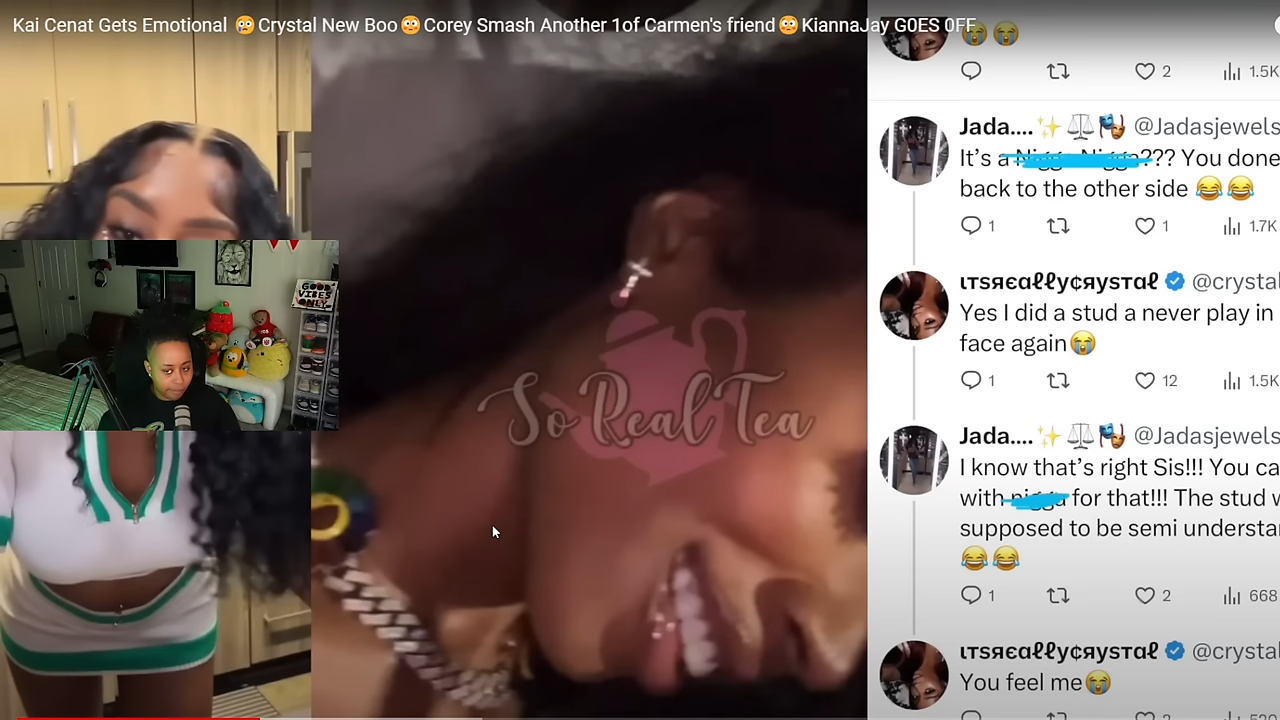 Kai Cenat Gets Emotional 😢Crystal New Boo😳Corey Smash Another 1of Carmen's friend😳KiannaJay G0ES 0FF
😭😭
2 1.5K
Jada....✨⚖️🎭 @Jadasjewels
It's a ??? You done
back to the other side 😂😂
1 1 1.7K
ιтѕяєαℓℓу¢яуѕтαℓ @crystal
Yes I did a stud a never play in
face again😭
1 12 1.5K
Jada....✨⚖️🎭 @Jadasjewels
I know that's right Sis!!! You ca
with for that!!! The stud w
supposed to be semi understa
😂😂
1 2 668
ιтѕяєαℓℓу¢яуѕтαℓ @crystal
You feel me😭
GOOD
VIBES
ONLY
So Real Tea